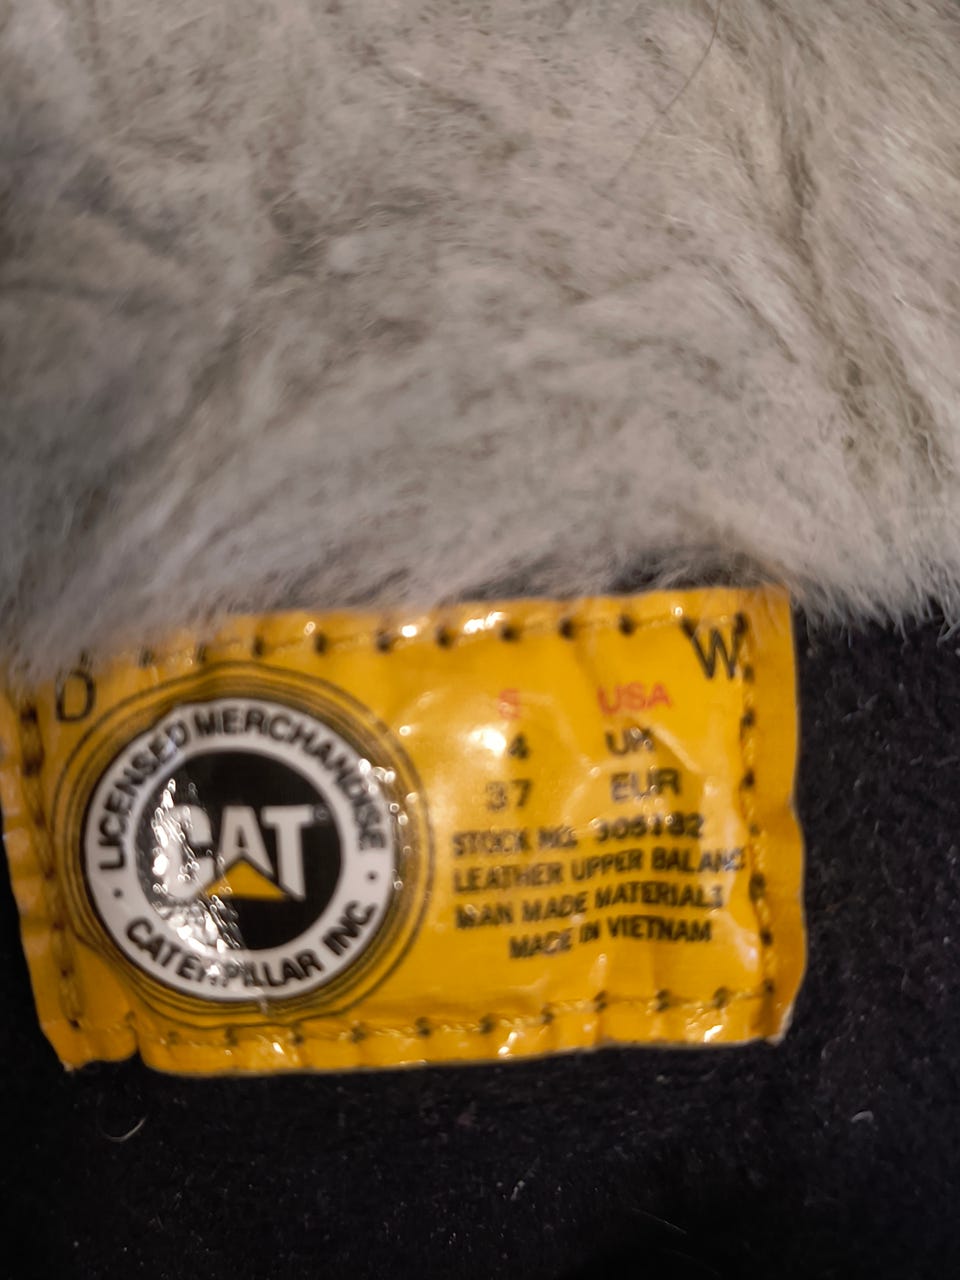 D
W
LICENSED MERCHANDISE
CAT
CATERPILLAR INC.
USA
4 UK
37 EUR
STOCK NO.
LEATHER UPPER BALANC
MAN MADE MATERIALS
MADE IN VIETNAM